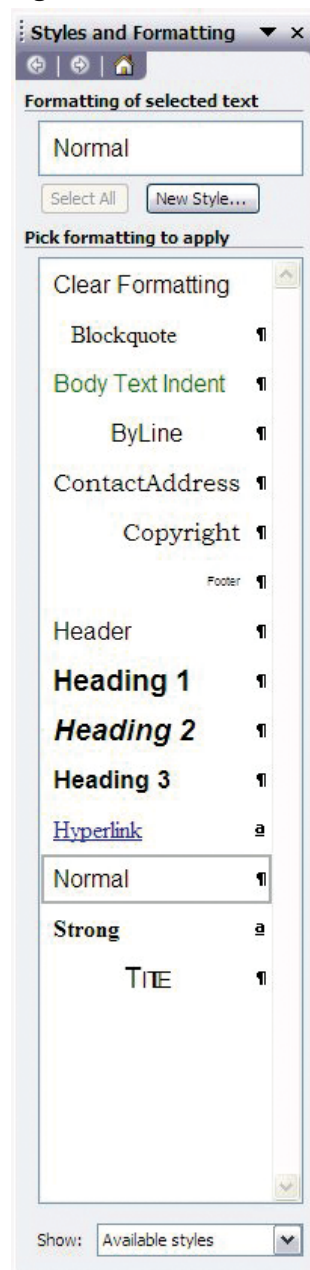 Styles and Formatting
Formatting of selected text
Normal
Select All New Style...
Pick formatting to apply
Clear Formatting
Blockquote ¶
Body Text Indent ¶
ByLine ¶
ContactAddress ¶
Copyright ¶
Footer ¶
Header ¶
Heading 1 ¶
Heading 2 ¶
Heading 3 ¶
Hyperlink a
Normal ¶
Strong a
TITLE ¶
Show: Available styles